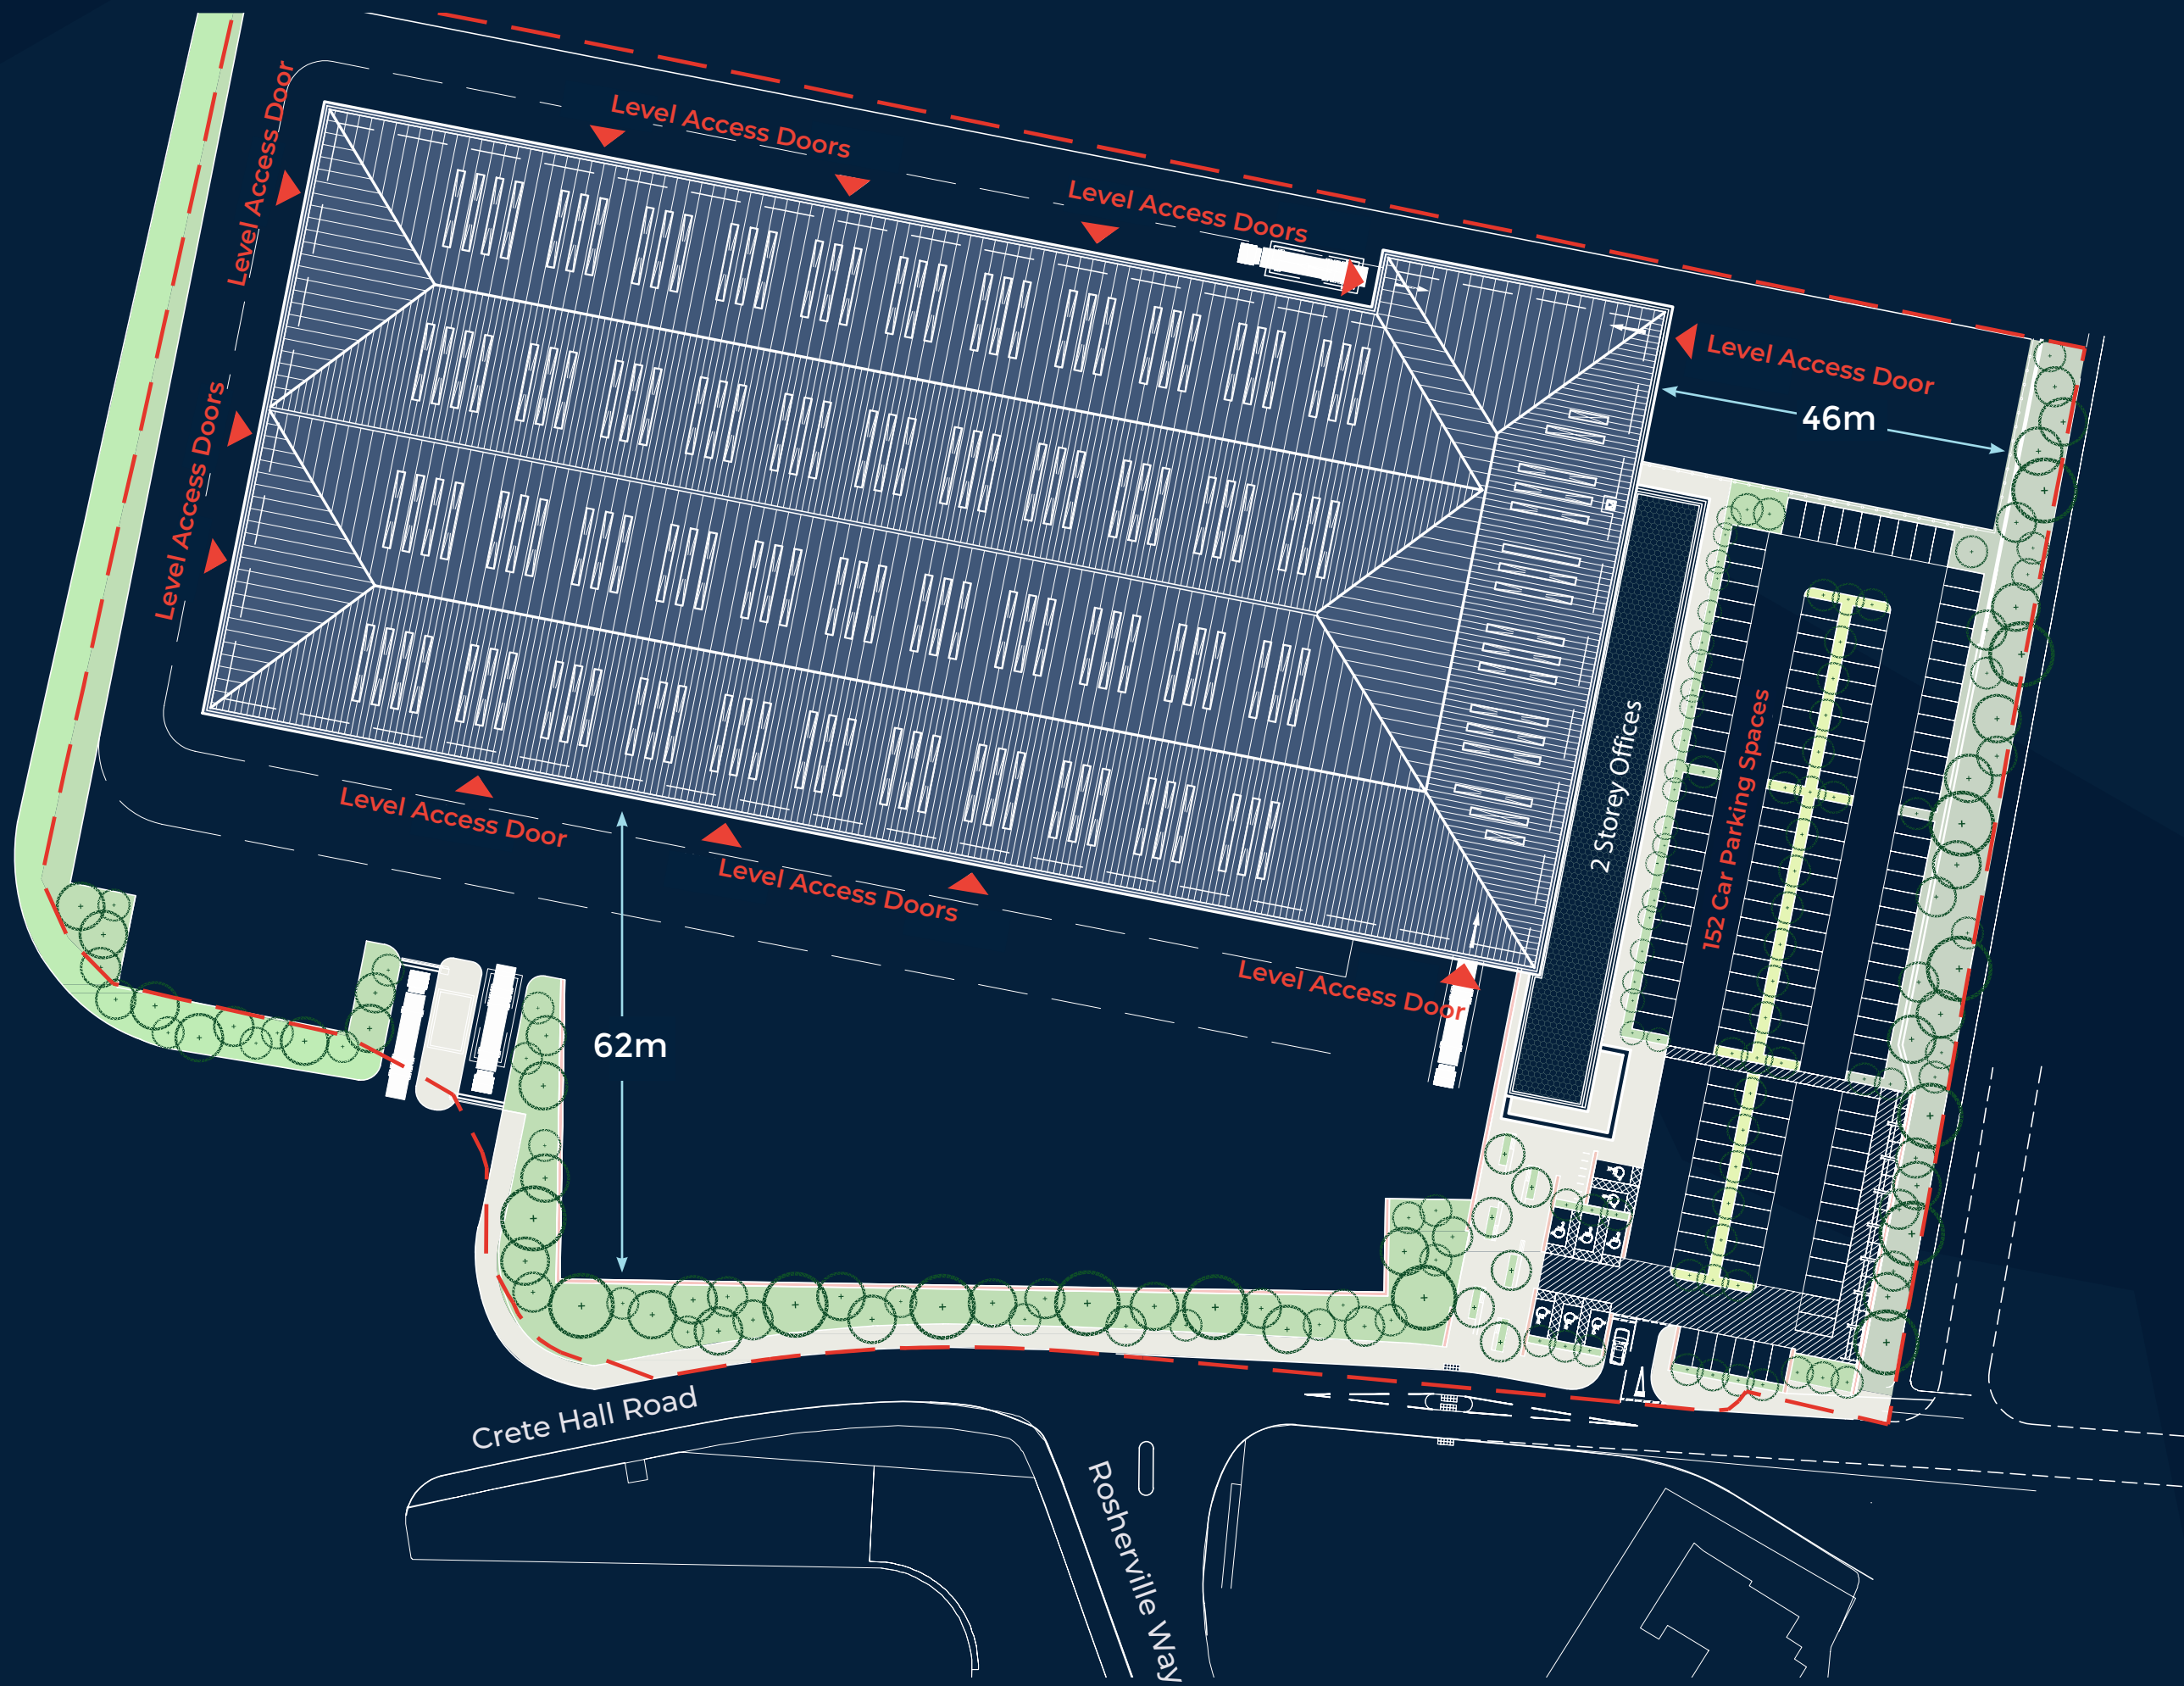 Level Access Door
Level Access Doors
Level Access Doors
Level Access Door
46m
Level Access Doors
2 Storey Offices
152 Car Parking Spaces
Level Access Door
Level Access Doors
Level Access Door
62m
Crete Hall Road
Rosherville Way